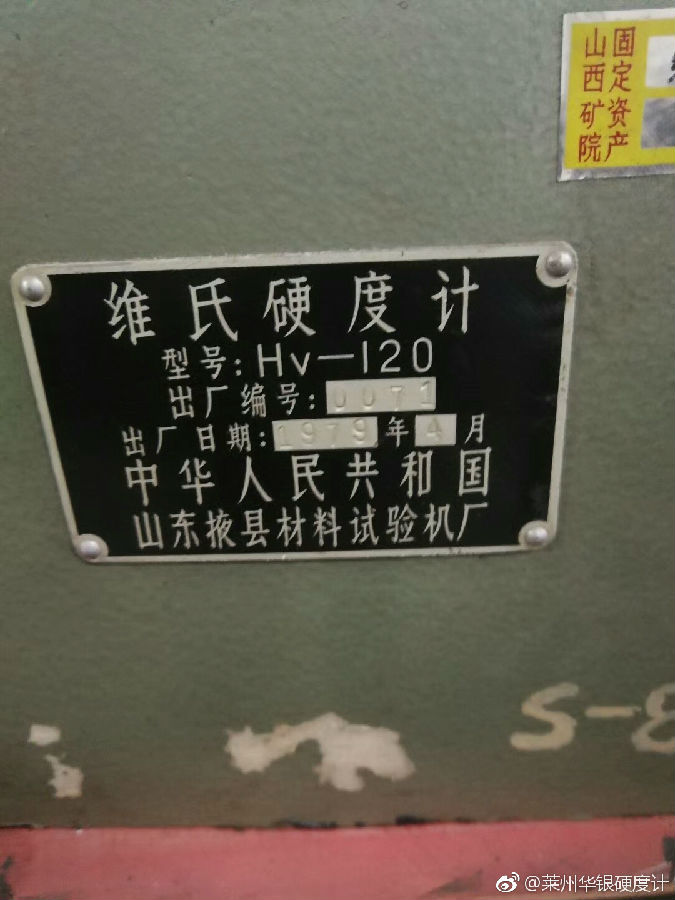 固定资产
山西矿院
维氏硬度计
型号:Hv—120
出厂编号:0071
出厂日期:1979年4月
中华人民共和国
山东掖县材料试验机厂
S-8
@莱州华银硬度计